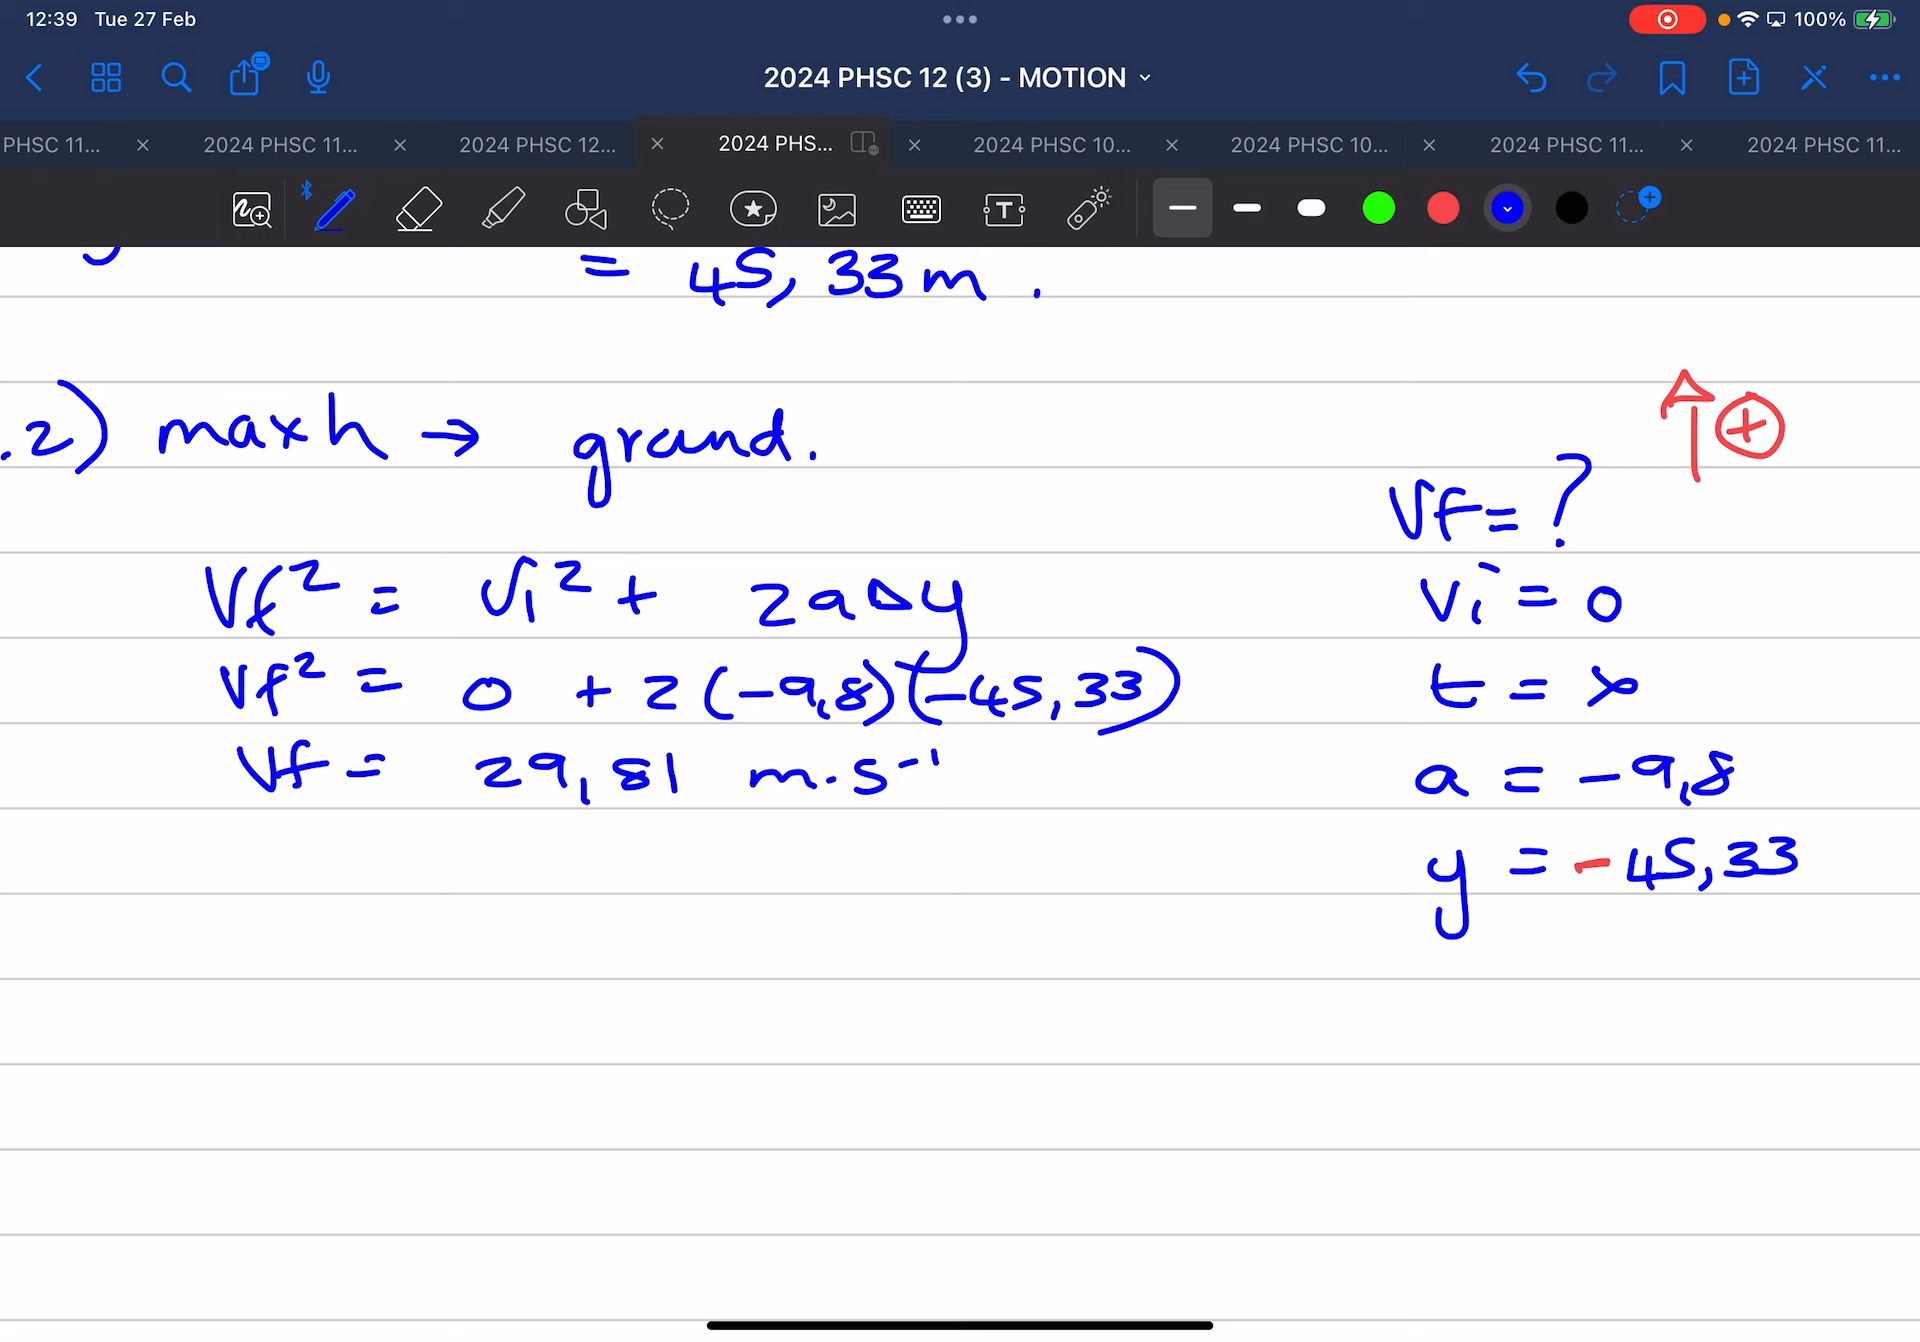 12:39 Tue 27 Feb
100%
2024 PHSC 12 (3) - MOTION
PHSC 11...
2024 PHSC 11...
2024 PHSC 12...
2024 PHS...
2024 PHSC 10...
2024 PHSC 10...
2024 PHSC 11...
2024 PHSC 11...
= 45,33 m.
.2) max h → ground.
+
Vf = ?
Vf² = Vi² + 2aΔy
Vi = 0
Vf² = 0 + 2(-9,8)(-45,33)
t = x
Vf = 29,81 m·s⁻¹
a = -9,8
y = -45,33